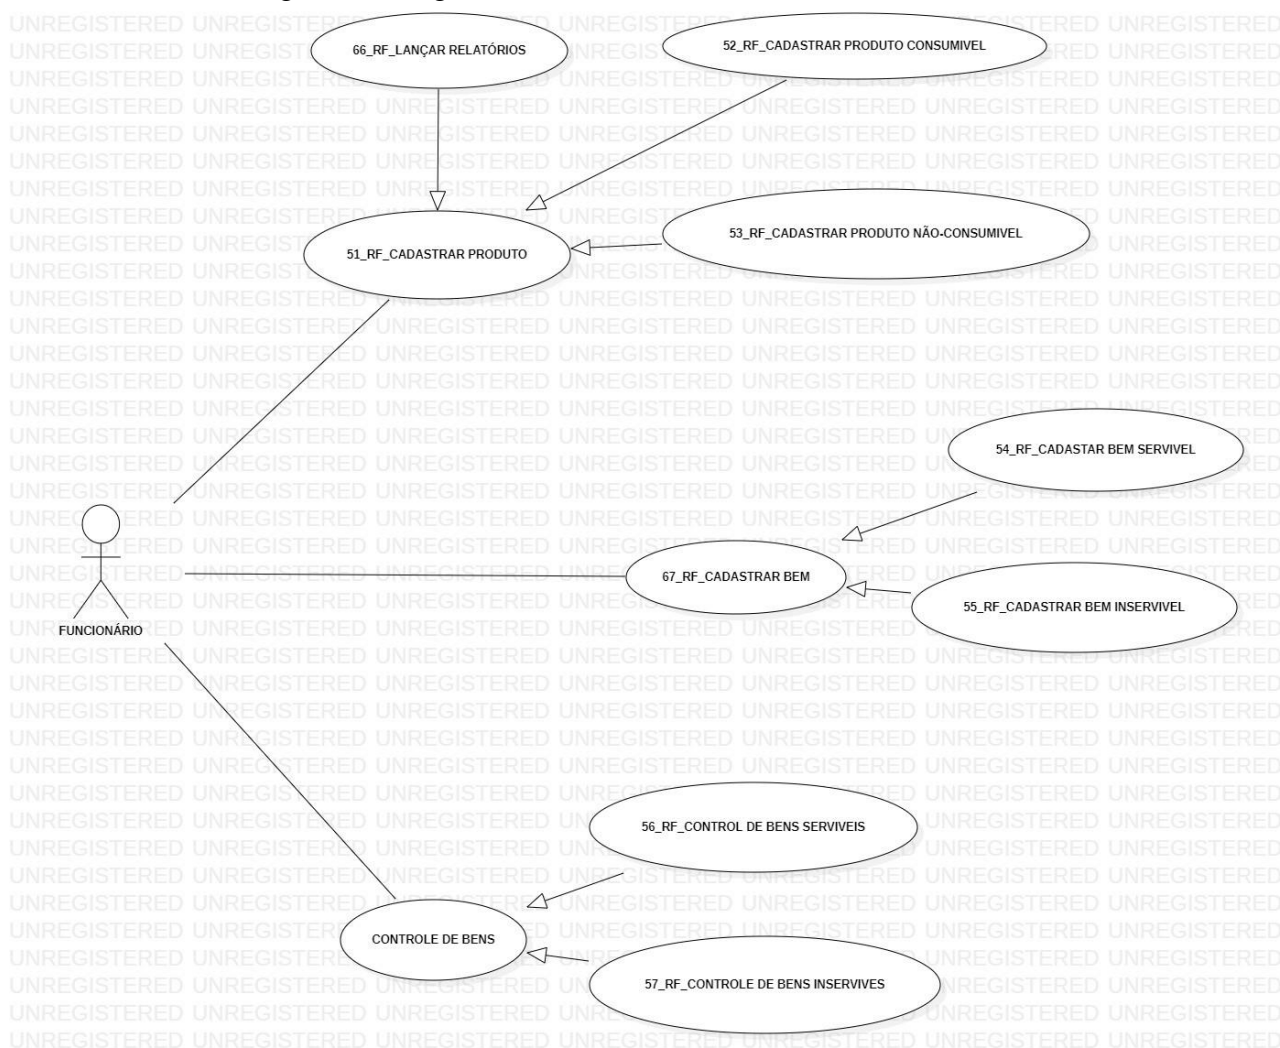 66_RF_LANÇAR RELATÓRIOS
52_RF_CADASTRAR PRODUTO CONSUMIVEL
53_RF_CADASTRAR PRODUTO NÃO-CONSUMIVEL
51_RF_CADASTRAR PRODUTO
54_RF_CADASTAR BEM SERVIVEL
67_RF_CADASTRAR BEM
55_RF_CADASTRAR BEM INSERVIVEL
FUNCIONÁRIO
56_RF_CONTROL DE BENS SERVIVEIS
CONTROLE DE BENS
57_RF_CONTROLE DE BENS INSERVIVES
UNREGISTERED